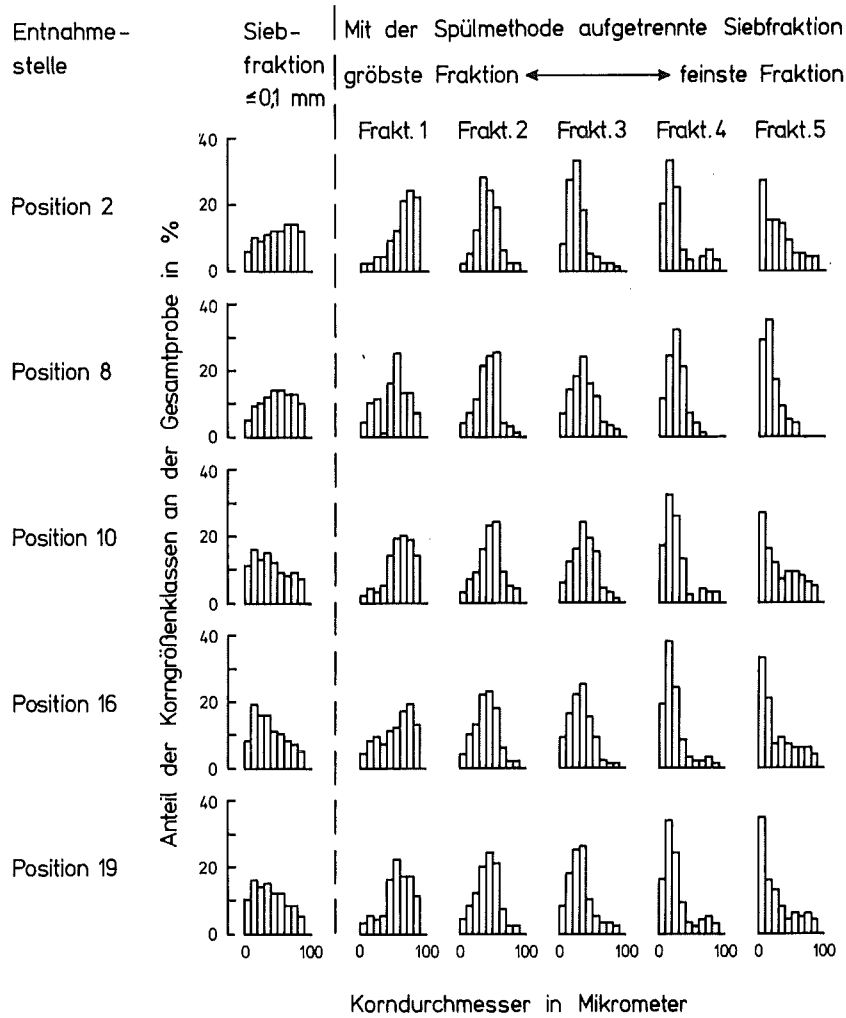 Entnahme-
stelle
Sieb-
fraktion
≤0,1 mm
Mit der Spülmethode aufgetrennte Siebfraktion
gröbste Fraktion ⟷ feinste Fraktion
Frakt.1 Frakt.2 Frakt.3 Frakt.4 Frakt.5
Anteil der Korngrößenklassen an der Gesamtprobe in %
Position 2
40
20
0
Position 8
40
20
0
Position 10
40
20
0
Position 16
40
20
0
Position 19
40
20
0
0 100 0 100 0 100 0 100 0 100 0 100
Korndurchmesser in Mikrometer